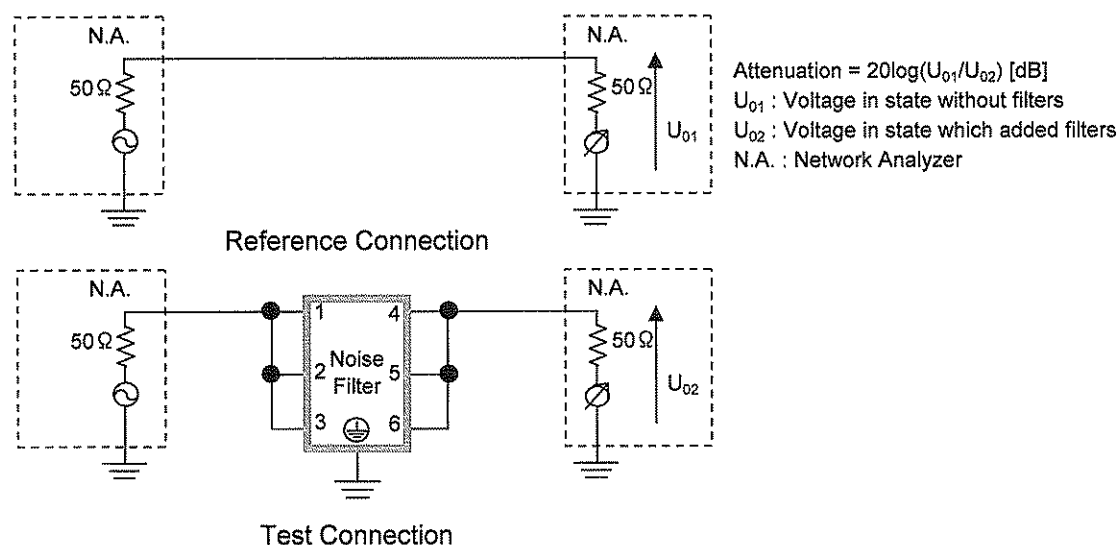 N.A.
50Ω
N.A.
50Ω
U01
Attenuation = 20log(U01/U02) [dB]
U01 : Voltage in state without filters
U02 : Voltage in state which added filters
N.A. : Network Analyzer
Reference Connection
N.A.
50Ω
1
2
3
Noise
Filter
4
5
6
N.A.
50Ω
U02
Test Connection